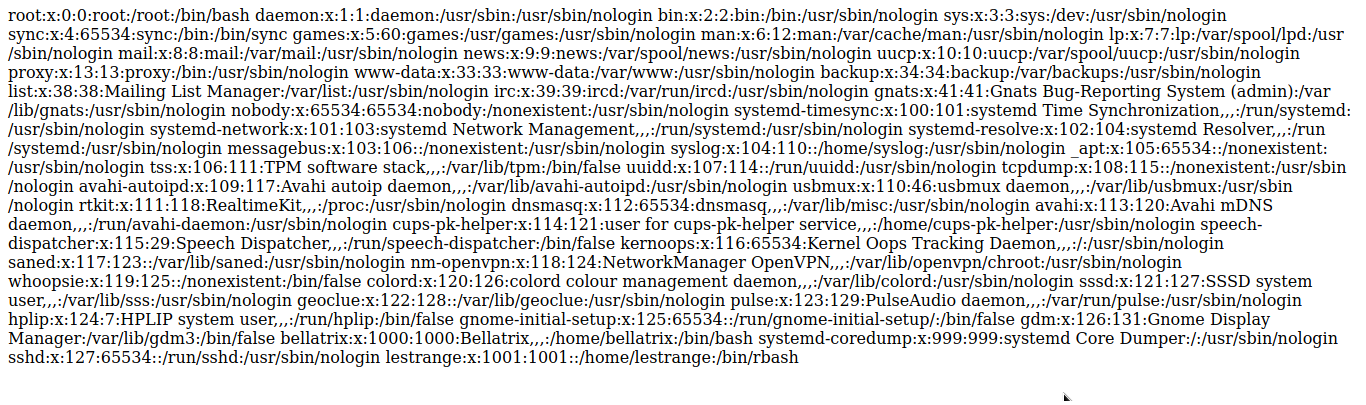 root:x:0:0:root:/root:/bin/bash daemon:x:1:1:daemon:/usr/sbin:/usr/sbin/nologin bin:x:2:2:bin:/bin:/usr/sbin/nologin sys:x:3:3:sys:/dev:/usr/sbin/nologin
sync:x:4:65534:sync:/bin:/bin/sync games:x:5:60:games:/usr/games:/usr/sbin/nologin man:x:6:12:man:/var/cache/man:/usr/sbin/nologin lp:x:7:7:lp:/var/spool/lpd:/usr
/sbin/nologin mail:x:8:8:mail:/var/mail:/usr/sbin/nologin news:x:9:9:news:/var/spool/news:/usr/sbin/nologin uucp:x:10:10:uucp:/var/spool/uucp:/usr/sbin/nologin
proxy:x:13:13:proxy:/bin:/usr/sbin/nologin www-data:x:33:33:www-data:/var/www:/usr/sbin/nologin backup:x:34:34:backup:/var/backups:/usr/sbin/nologin
list:x:38:38:Mailing List Manager:/var/list:/usr/sbin/nologin irc:x:39:39:ircd:/var/run/ircd:/usr/sbin/nologin gnats:x:41:41:Gnats Bug-Reporting System (admin):/var
/lib/gnats:/usr/sbin/nologin nobody:x:65534:65534:nobody:/nonexistent:/usr/sbin/nologin systemd-timesync:x:100:101:systemd Time Synchronization,,,:/run/systemd:
/usr/sbin/nologin systemd-network:x:101:103:systemd Network Management,,,:/run/systemd:/usr/sbin/nologin systemd-resolve:x:102:104:systemd Resolver,,,:/run
/systemd:/usr/sbin/nologin messagebus:x:103:106::/nonexistent:/usr/sbin/nologin syslog:x:104:110::/home/syslog:/usr/sbin/nologin _apt:x:105:65534::/nonexistent:
/usr/sbin/nologin tss:x:106:111:TPM software stack,,,:/var/lib/tpm:/bin/false uuidd:x:107:114::/run/uuidd:/usr/sbin/nologin tcpdump:x:108:115::/nonexistent:/usr/sbin
/nologin avahi-autoipd:x:109:117:Avahi autoip daemon,,,:/var/lib/avahi-autoipd:/usr/sbin/nologin usbmux:x:110:46:usbmux daemon,,,:/var/lib/usbmux:/usr/sbin
/nologin rtkit:x:111:118:RealtimeKit,,,:/proc:/usr/sbin/nologin dnsmasq:x:112:65534:dnsmasq,,,:/var/lib/misc:/usr/sbin/nologin avahi:x:113:120:Avahi mDNS
daemon,,,:/run/avahi-daemon:/usr/sbin/nologin cups-pk-helper:x:114:121:user for cups-pk-helper service,,,:/home/cups-pk-helper:/usr/sbin/nologin speech-
dispatcher:x:115:29:Speech Dispatcher,,,:/run/speech-dispatcher:/bin/false kernoops:x:116:65534:Kernel Oops Tracking Daemon,,,:/:/usr/sbin/nologin
saned:x:117:123::/var/lib/saned:/usr/sbin/nologin nm-openvpn:x:118:124:NetworkManager OpenVPN,,,:/var/lib/openvpn/chroot:/usr/sbin/nologin
whoopsie:x:119:125::/nonexistent:/bin/false colord:x:120:126:colord colour management daemon,,,:/var/lib/colord:/usr/sbin/nologin sssd:x:121:127:SSSD system
user,,,:/var/lib/sss:/usr/sbin/nologin geoclue:x:122:128::/var/lib/geoclue:/usr/sbin/nologin pulse:x:123:129:PulseAudio daemon,,,:/var/run/pulse:/usr/sbin/nologin
hplip:x:124:7:HPLIP system user,,,:/run/hplip:/bin/false gnome-initial-setup:x:125:65534::/run/gnome-initial-setup/:/bin/false gdm:x:126:131:Gnome Display
Manager:/var/lib/gdm3:/bin/false bellatrix:x:1000:1000:Bellatrix,,,:/home/bellatrix:/bin/bash systemd-coredump:x:999:999:systemd Core Dumper:/:/usr/sbin/nologin
sshd:x:127:65534::/run/sshd:/usr/sbin/nologin lestrange:x:1001:1001::/home/lestrange:/bin/rbash